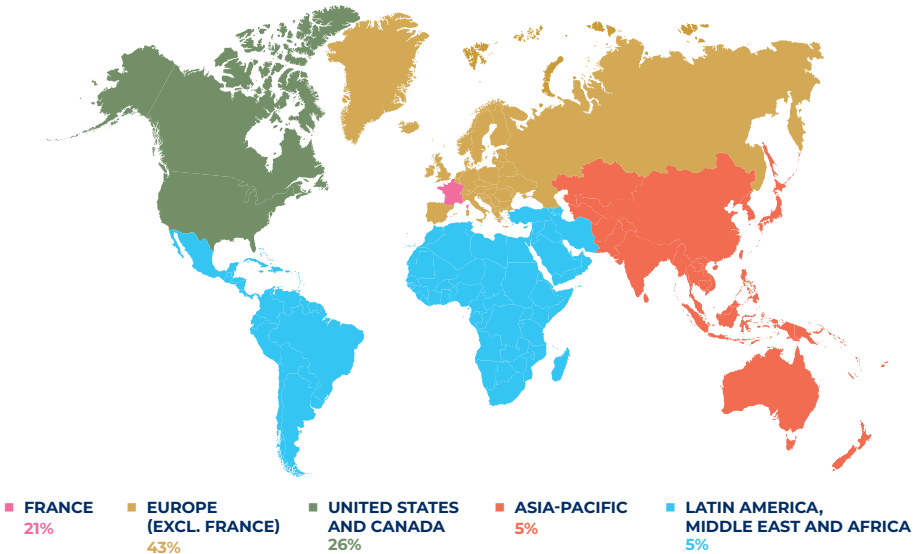 FRANCE
21%
EUROPE
(EXCL. FRANCE)
43%
UNITED STATES
AND CANADA
26%
ASIA-PACIFIC
5%
LATIN AMERICA,
MIDDLE EAST AND AFRICA
5%